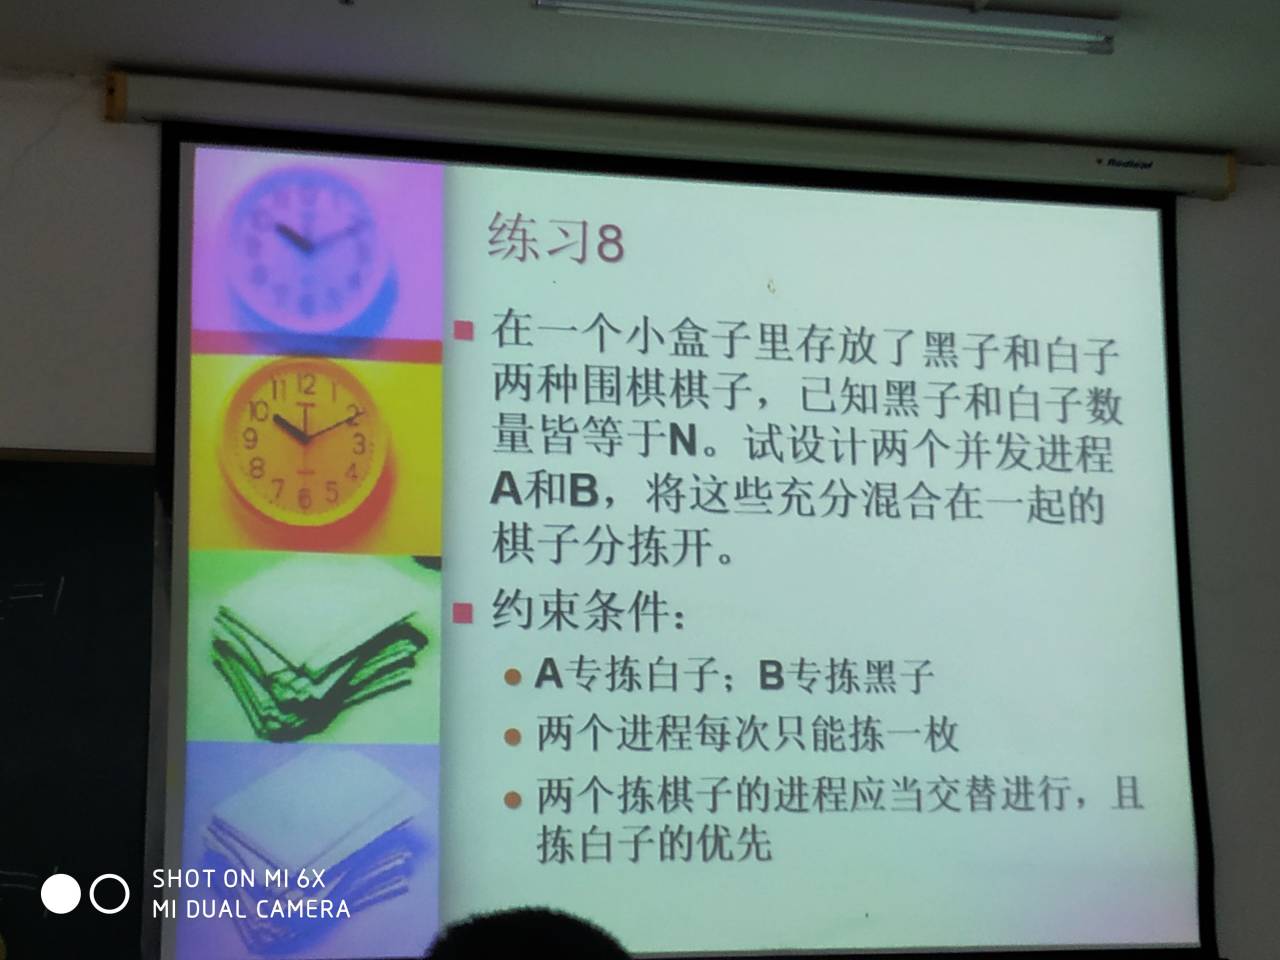 Redleaf
练习8
在一个小盒子里存放了黑子和白子
两种围棋棋子，已知黑子和白子数
量皆等于N。试设计两个并发进程
A和B，将这些充分混合在一起的
棋子分拣开。
约束条件：
A专拣白子；B专拣黑子
两个进程每次只能拣一枚
两个拣棋子的进程应当交替进行，且
拣白子的优先
SHOT ON MI 6X
MI DUAL CAMERA